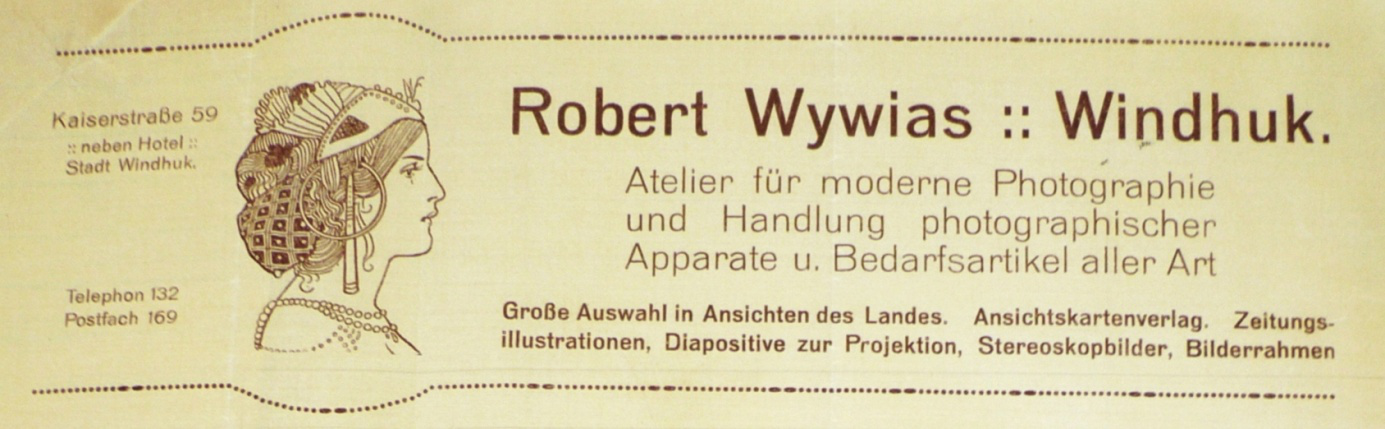 Kaiserstraße 59
:: neben Hotel ::
Stadt Windhuk.
Telephon 132
Postfach 169
Robert Wywias :: Windhuk.
Atelier für moderne Photographie
und Handlung photographischer
Apparate u. Bedarfsartikel aller Art
Große Auswahl in Ansichten des Landes. Ansichtskartenverlag. Zeitungs-
illustrationen, Diapositive zur Projektion, Stereoskopbilder, Bilderrahmen